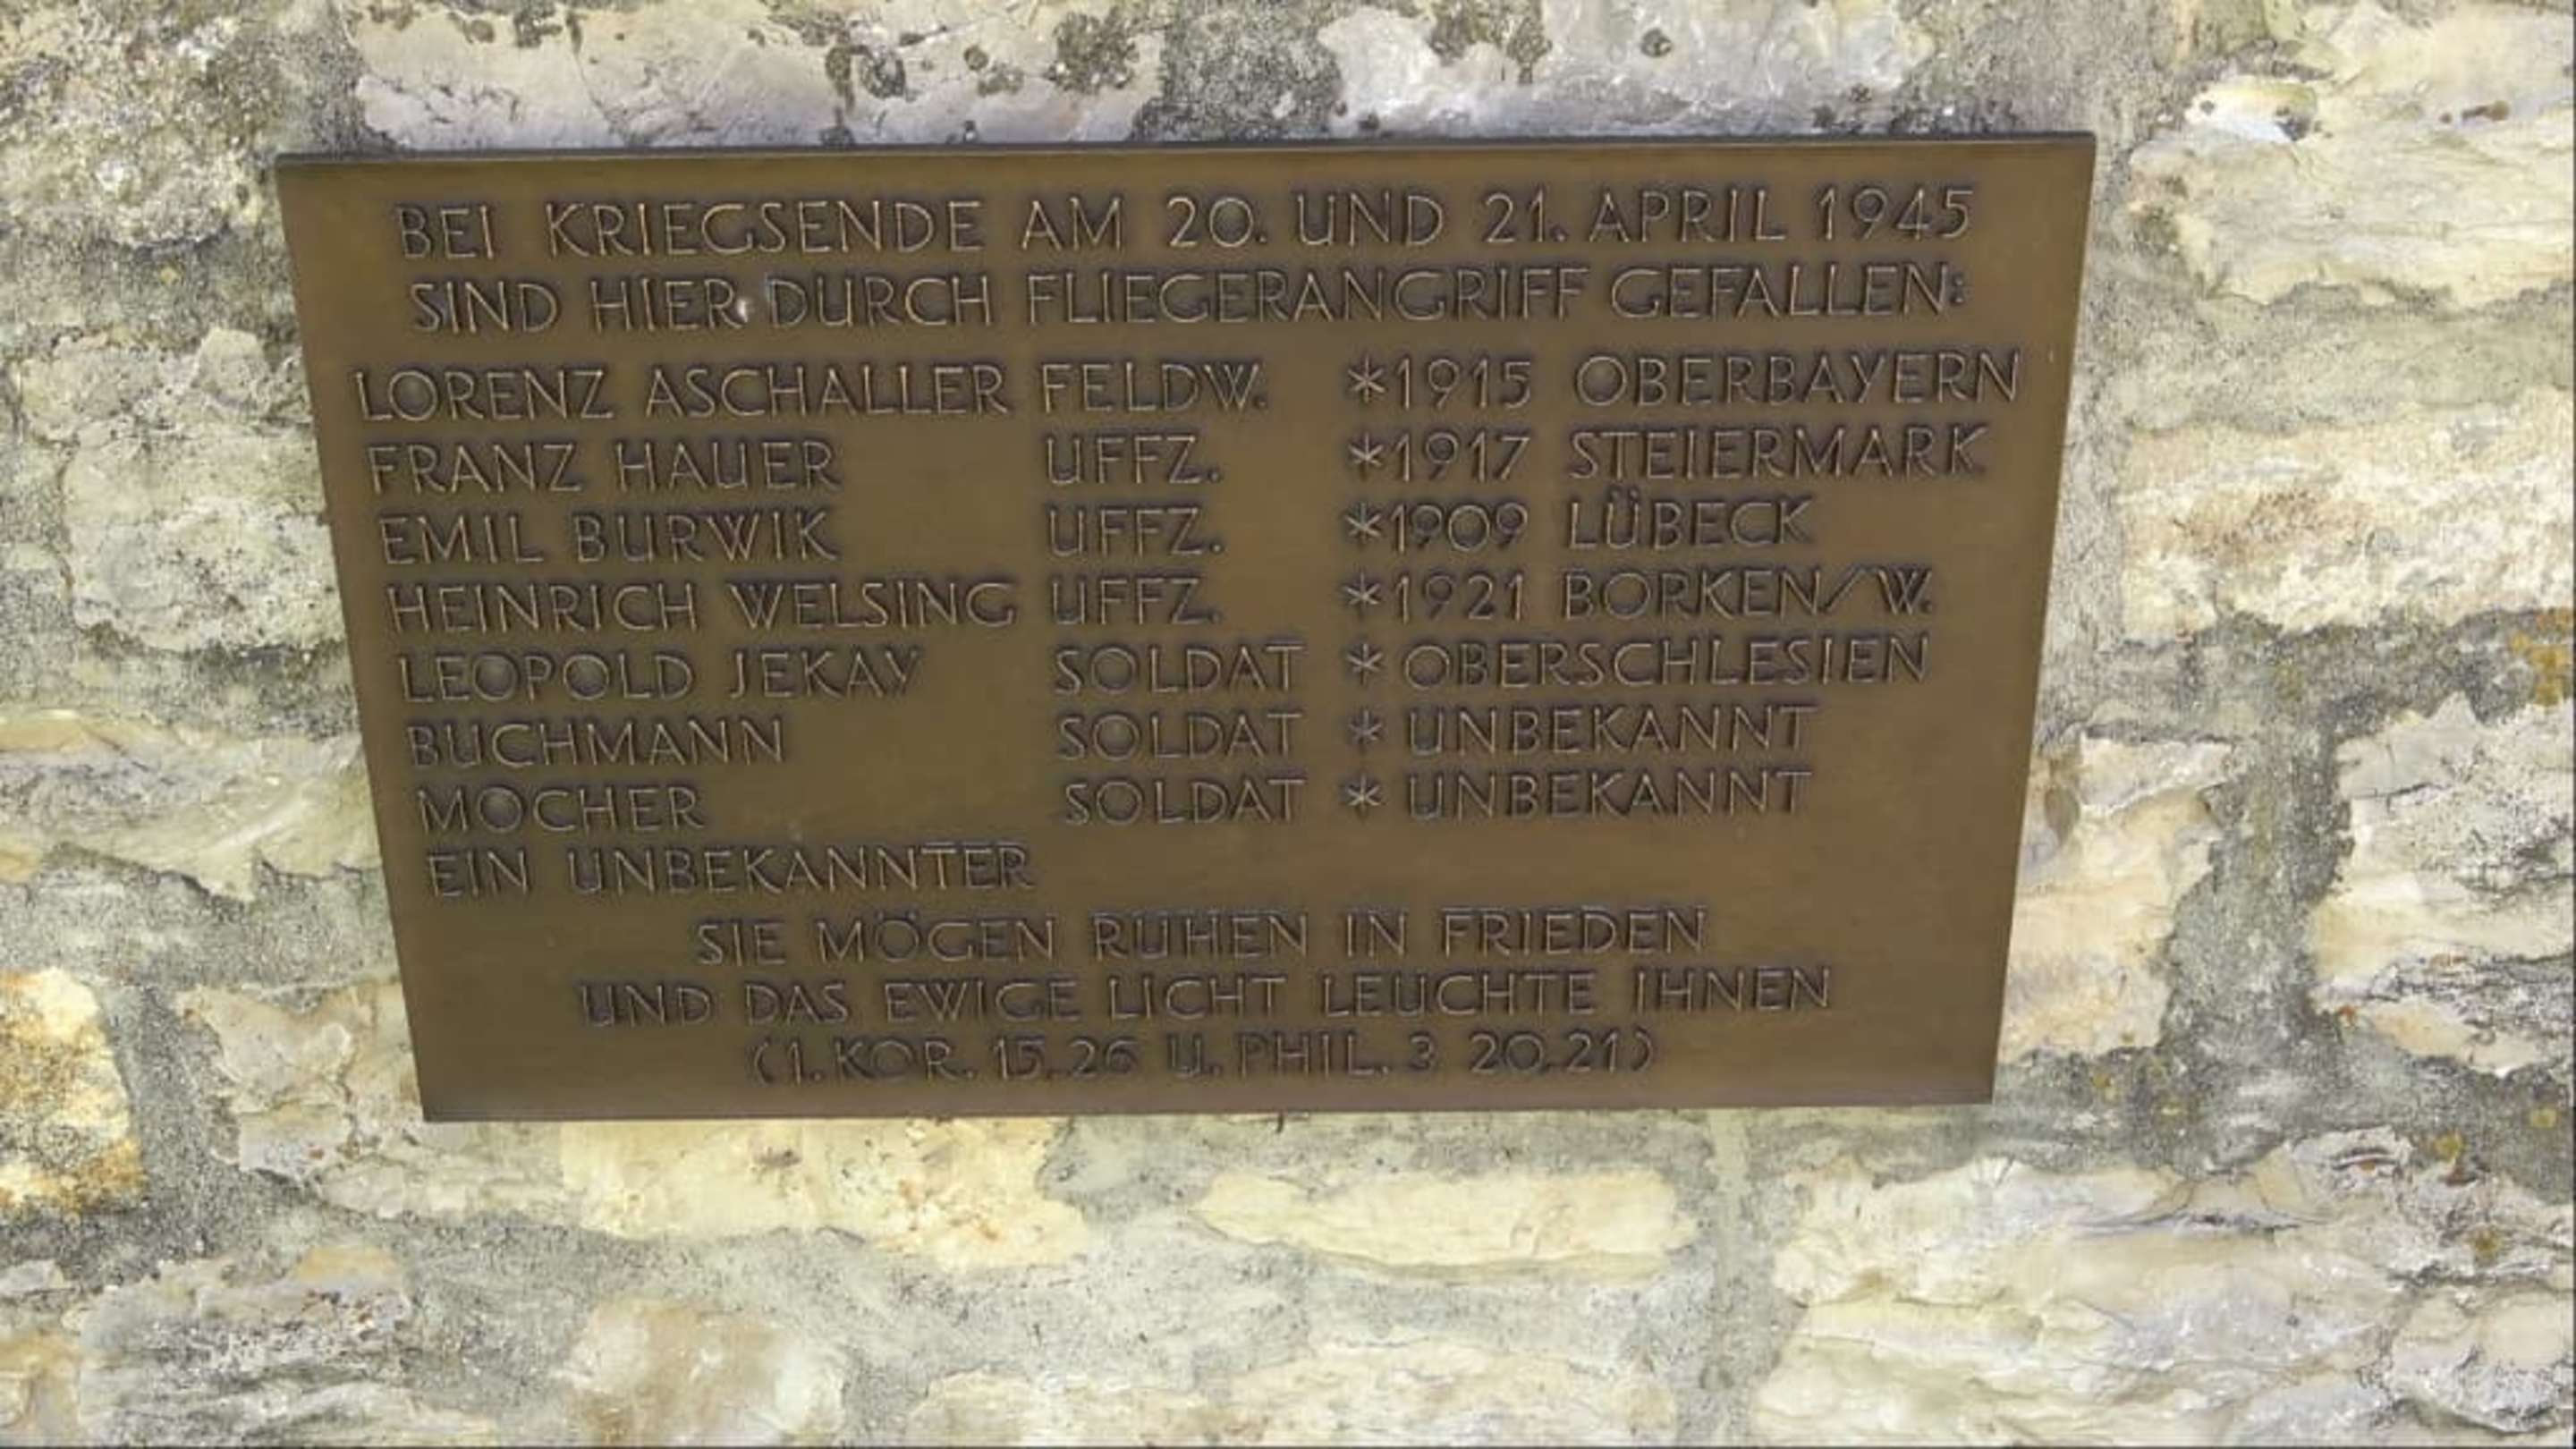 BEI KRIEGSENDE AM 20. UND 21. APRIL 1945
SIND HIER DURCH FLIEGERANGRIFF GEFALLEN:
LORENZ ASCHALLER FELDW. *1915 OBERBAYERN
FRANZ HAUER UFFZ. *1917 STEIERMARK
EMIL BURWIK UFFZ. *1909 LÜBECK
HEINRICH WELSING UFFZ. *1921 BORKEN/W.
LEOPOLD JEKAY SOLDAT * OBERSCHLESIEN
BUCHMANN SOLDAT * UNBEKANNT
MOCHER SOLDAT * UNBEKANNT
EIN UNBEKANNTER
SIE MÖGEN RUHEN IN FRIEDEN
UND DAS EWIGE LICHT LEUCHTE IHNEN
(1. KOR. 15,26 U. PHIL. 3 20,21)